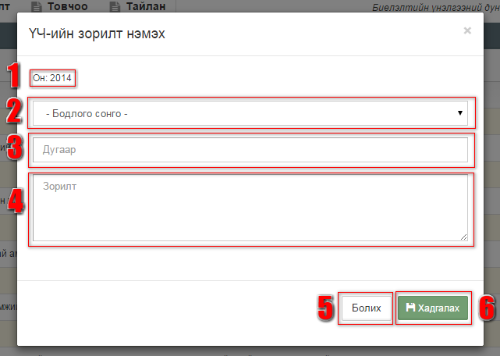 Товчоо Тайлан Биелэлтийн үнэлгээний дүн
ҮЧ-ийн зорилт нэмэх ×
1 Он: 2014
2 - Бодлого сонго -
3 Дугаар
4 Зорилт
5 Болих Хадгалах 6